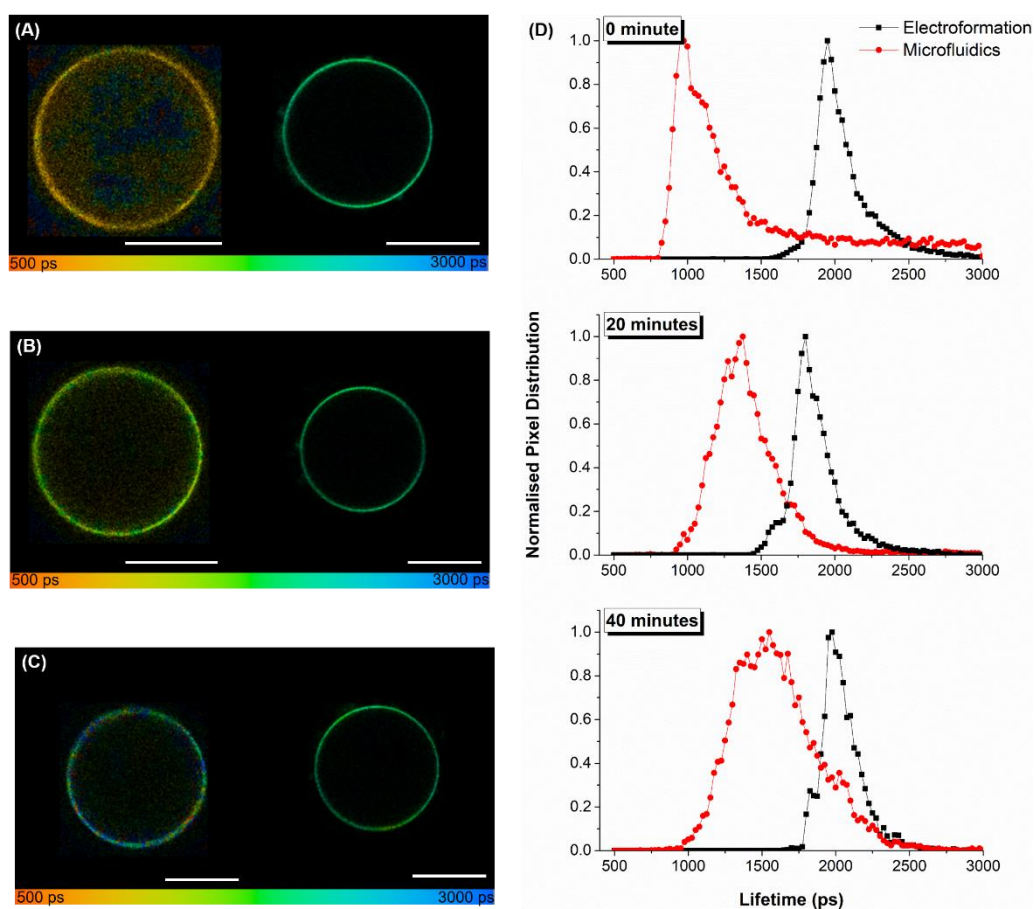 (A)
500 ps 3000 ps
(B)
500 ps 3000 ps
(C)
500 ps 3000 ps
(D)
0 minute
Electroformation
Microfluidics
1.0
0.8
0.6
0.4
0.2
0.0
500 1000 1500 2000 2500 3000
20 minutes
1.0
0.8
0.6
0.4
0.2
0.0
500 1000 1500 2000 2500 3000
40 minutes
1.0
0.8
0.6
0.4
0.2
0.0
500 1000 1500 2000 2500 3000
Normalised Pixel Distribution
Lifetime (ps)